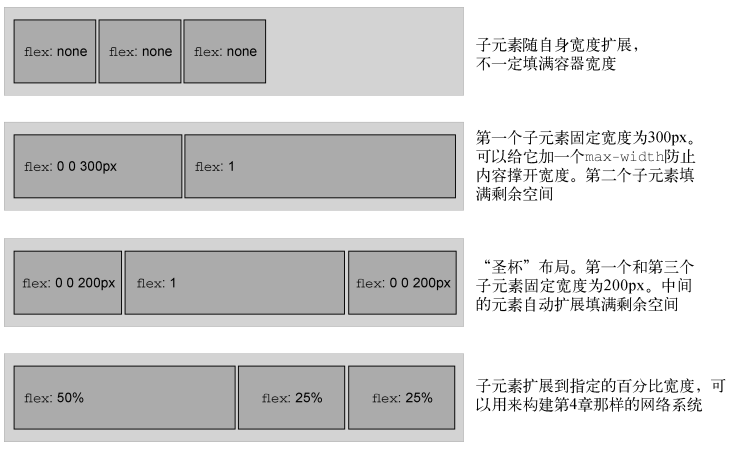 flex: none flex: none flex: none
子元素随自身宽度扩展，
不一定填满容器宽度
flex: 0 0 300px flex: 1
第一个子元素固定宽度为300px。
可以给它加一个max-width防止
内容撑开宽度。第二个子元素填
满剩余空间
flex: 0 0 200px flex: 1 flex: 0 0 200px
“圣杯”布局。第一个和第三个
子元素固定宽度为200px。中间
的元素自动扩展填满剩余空间
flex: 50% flex: 25% flex: 25%
子元素扩展到指定的百分比宽度，可
以用来构建第4章那样的网络系统